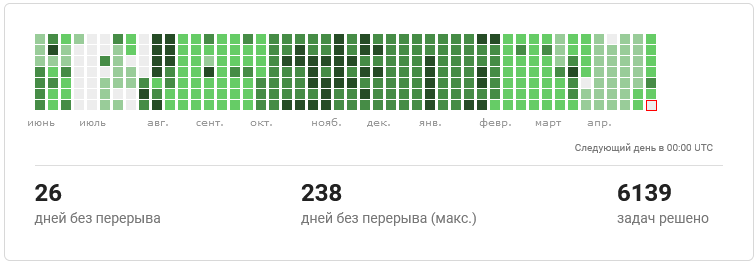 июнь июль авг. сент. окт. нояб. дек. янв. февр. март апр.
Следующий день в 00:00 UTC
26 238 6139
дней без перерыва дней без перерыва (макс.) задач решено